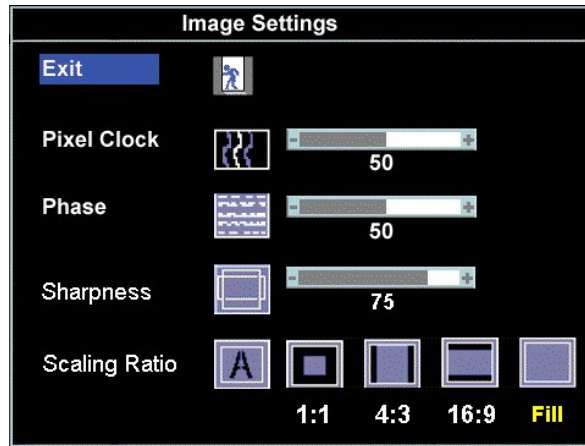 Image Settings
Exit
Pixel Clock
- +
50
Phase
- +
50
Sharpness
- +
75
Scaling Ratio
A
1:1 4:3 16:9 Fill